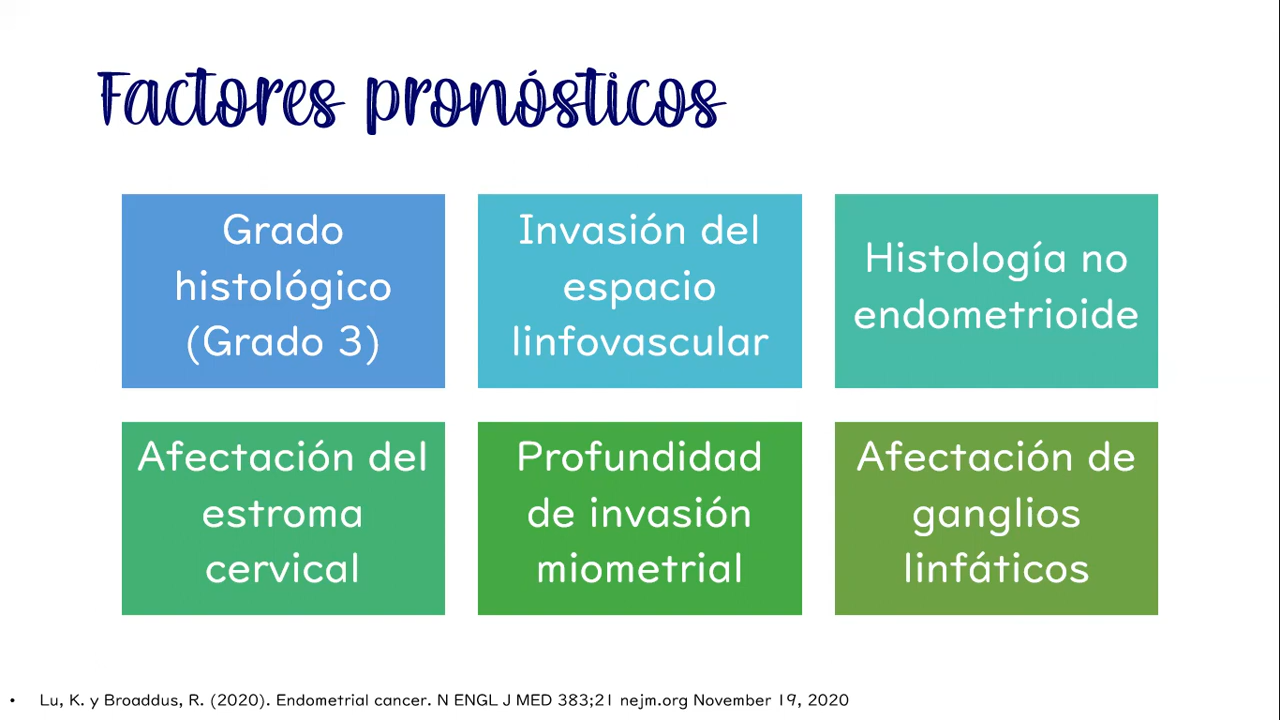 Factores pronósticos
Grado
histológico
(Grado 3)
Invasión del
espacio
linfovascular
Histología no
endometrioide
Afectación del
estroma
cervical
Profundidad
de invasión
miometrial
Afectación de
ganglios
linfáticos
• Lu, K. y Broaddus, R. (2020). Endometrial cancer. N ENGL J MED 383;21 nejm.org November 19, 2020